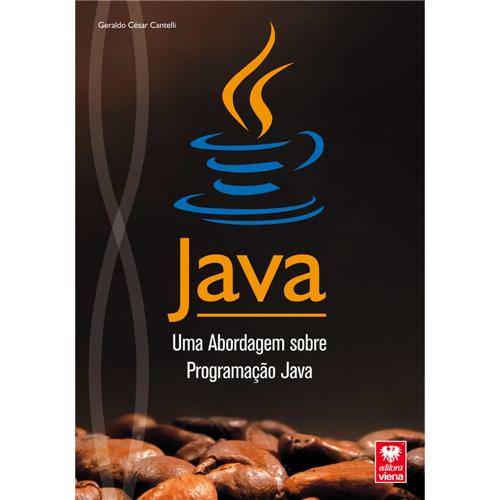 Geraldo César Cantelli
Java
Uma Abordagem sobre
Programação Java
editora
viena